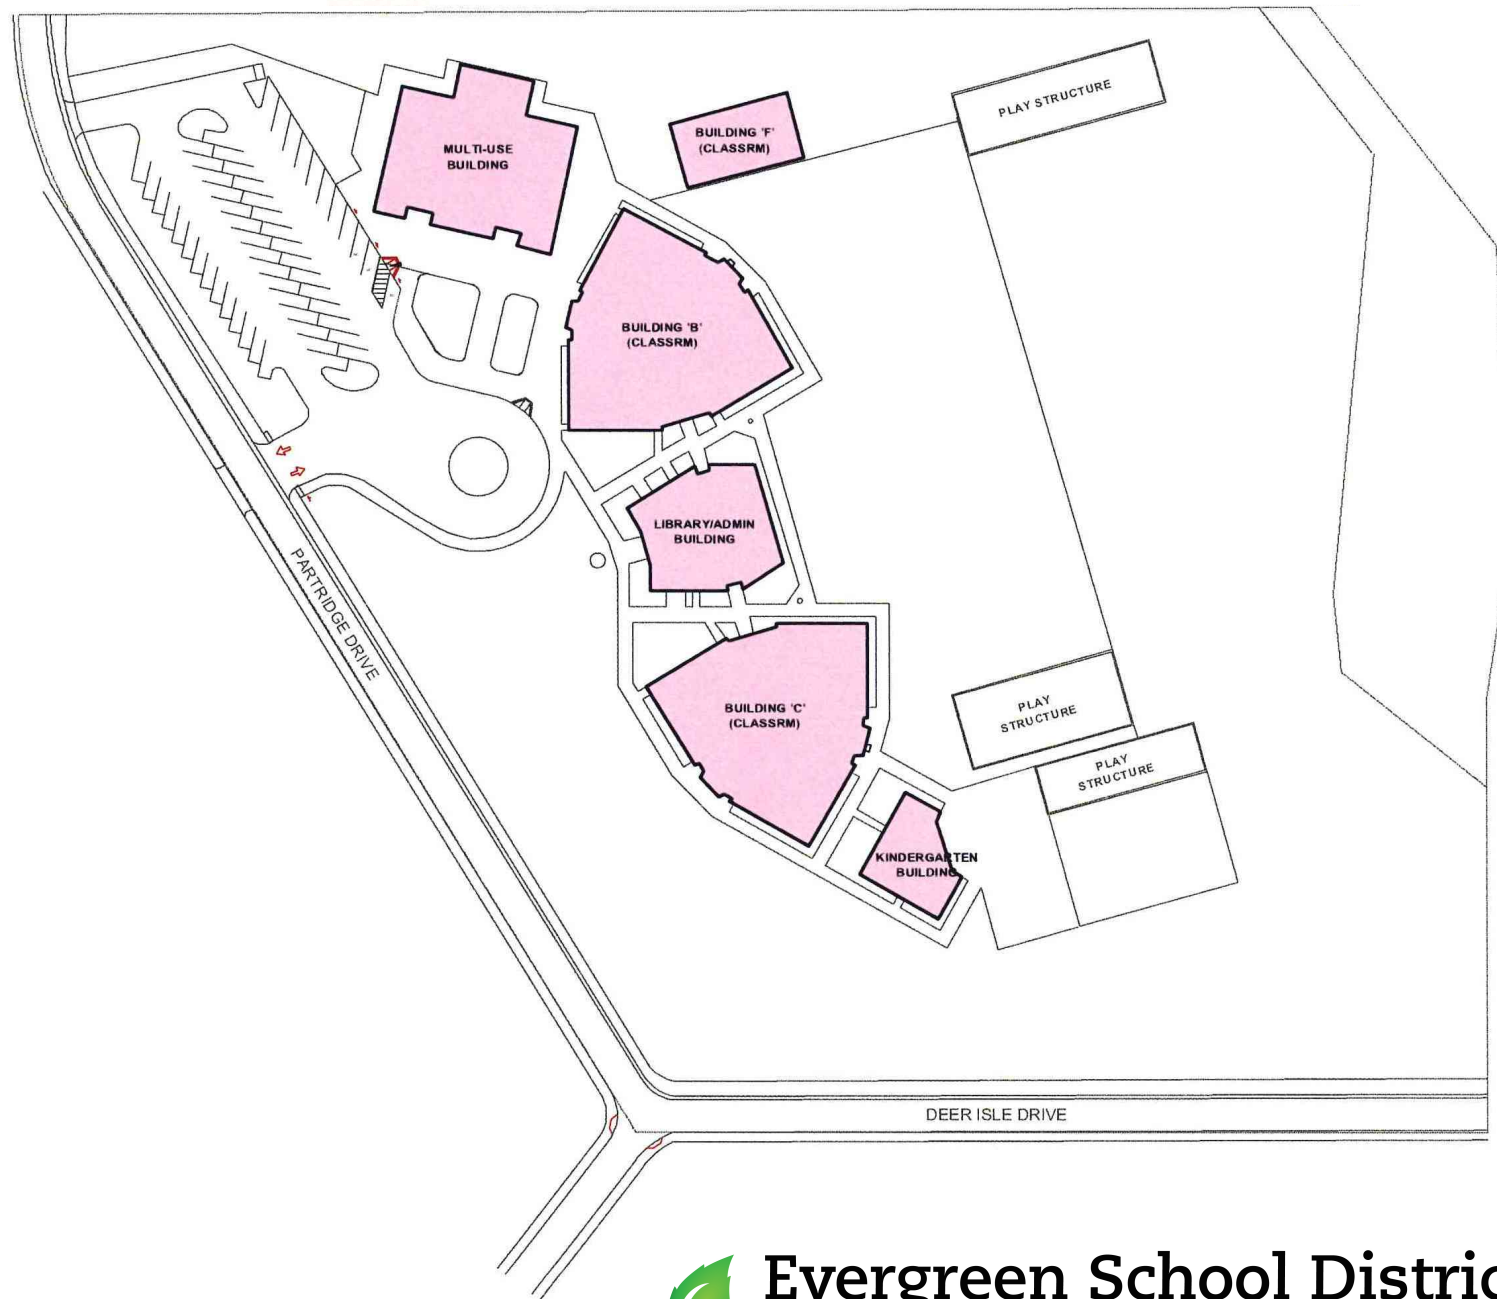 PLAY STRUCTURE
MULTI-USE
BUILDING
BUILDING 'F'
(CLASSRM)
BUILDING 'B'
(CLASSRM)
LIBRARY/ADMIN
BUILDING
PARTRIDGE DRIVE
BUILDING 'C'
(CLASSRM)
PLAY
STRUCTURE
PLAY
STRUCTURE
KINDERGARTEN
BUILDING
DEER ISLE DRIVE
Evergreen School Distric